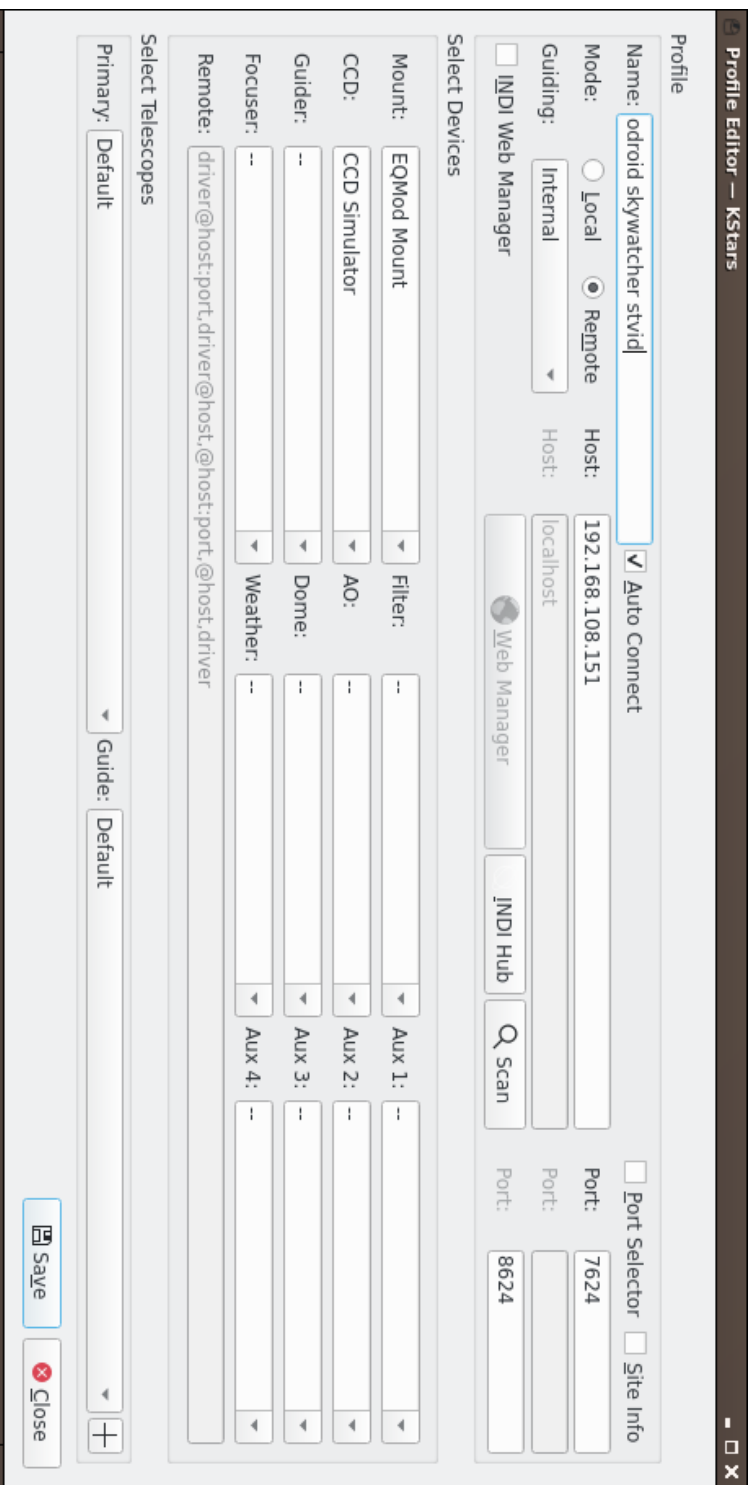 Profile Editor — KStars
Profile
Name: odroid skywatcher stvid Auto Connect Port Selector Site Info
Mode: Local Remote Host: 192.168.108.151 Port: 7624
Guiding: Internal Host: localhost Port:
INDI Web Manager Web Manager INDI Hub Scan Port: 8624
Select Devices
Mount: EQMod Mount Filter: -- Aux 1: --
CCD: CCD Simulator AO: -- Aux 2: --
Guider: -- Dome: -- Aux 3: --
Focuser: -- Weather: -- Aux 4: --
Remote: driver@host:port,driver@host,@host:port,@host,driver
Select Telescopes
Primary: Default Guide: Default
Save Close